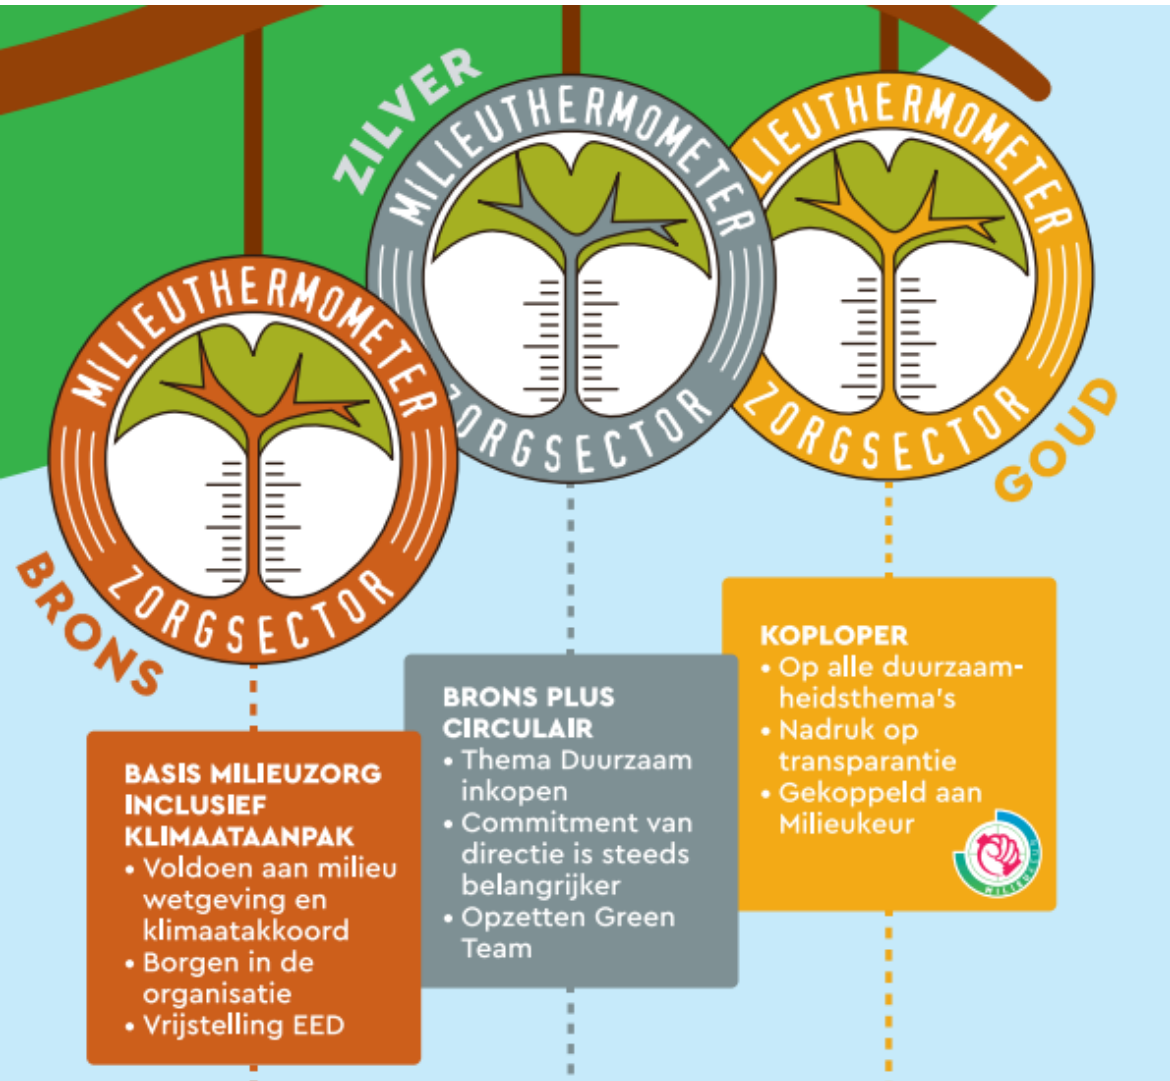 ZILVER
MILIEUTHERMOMETER
ZORGSECTOR
LIEUTHERMOMETER
ZORGSECTOR
GOUD
MILIEUTHERMOMETER
ZORGSECTOR
BRONS
BASIS MILIEUZORG
INCLUSIEF
KLIMAATAANPAK
• Voldoen aan milieu
wetgeving en
klimaatakkoord
• Borgen in de
organisatie
• Vrijstelling EED
BRONS PLUS
CIRCULAIR
• Thema Duurzaam
inkopen
• Commitment van
directie is steeds
belangrijker
• Opzetten Green
Team
KOPLOPER
• Op alle duurzaam-
heidsthema's
• Nadruk op
transparantie
• Gekoppeld aan
Milieukeur
MILIEUKEUR